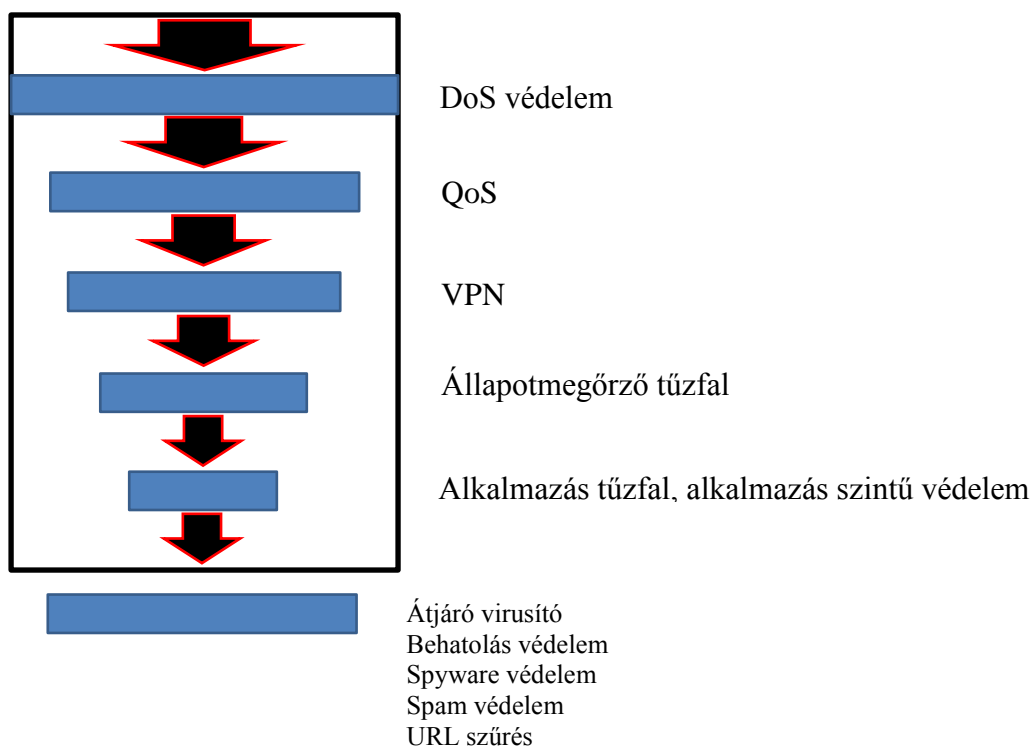 DoS védelem
QoS
VPN
Állapotmegőrző tűzfal
Alkalmazás tűzfal, alkalmazás szintű védelem
Átjáró virusító
Behatolás védelem
Spyware védelem
Spam védelem
URL szűrés